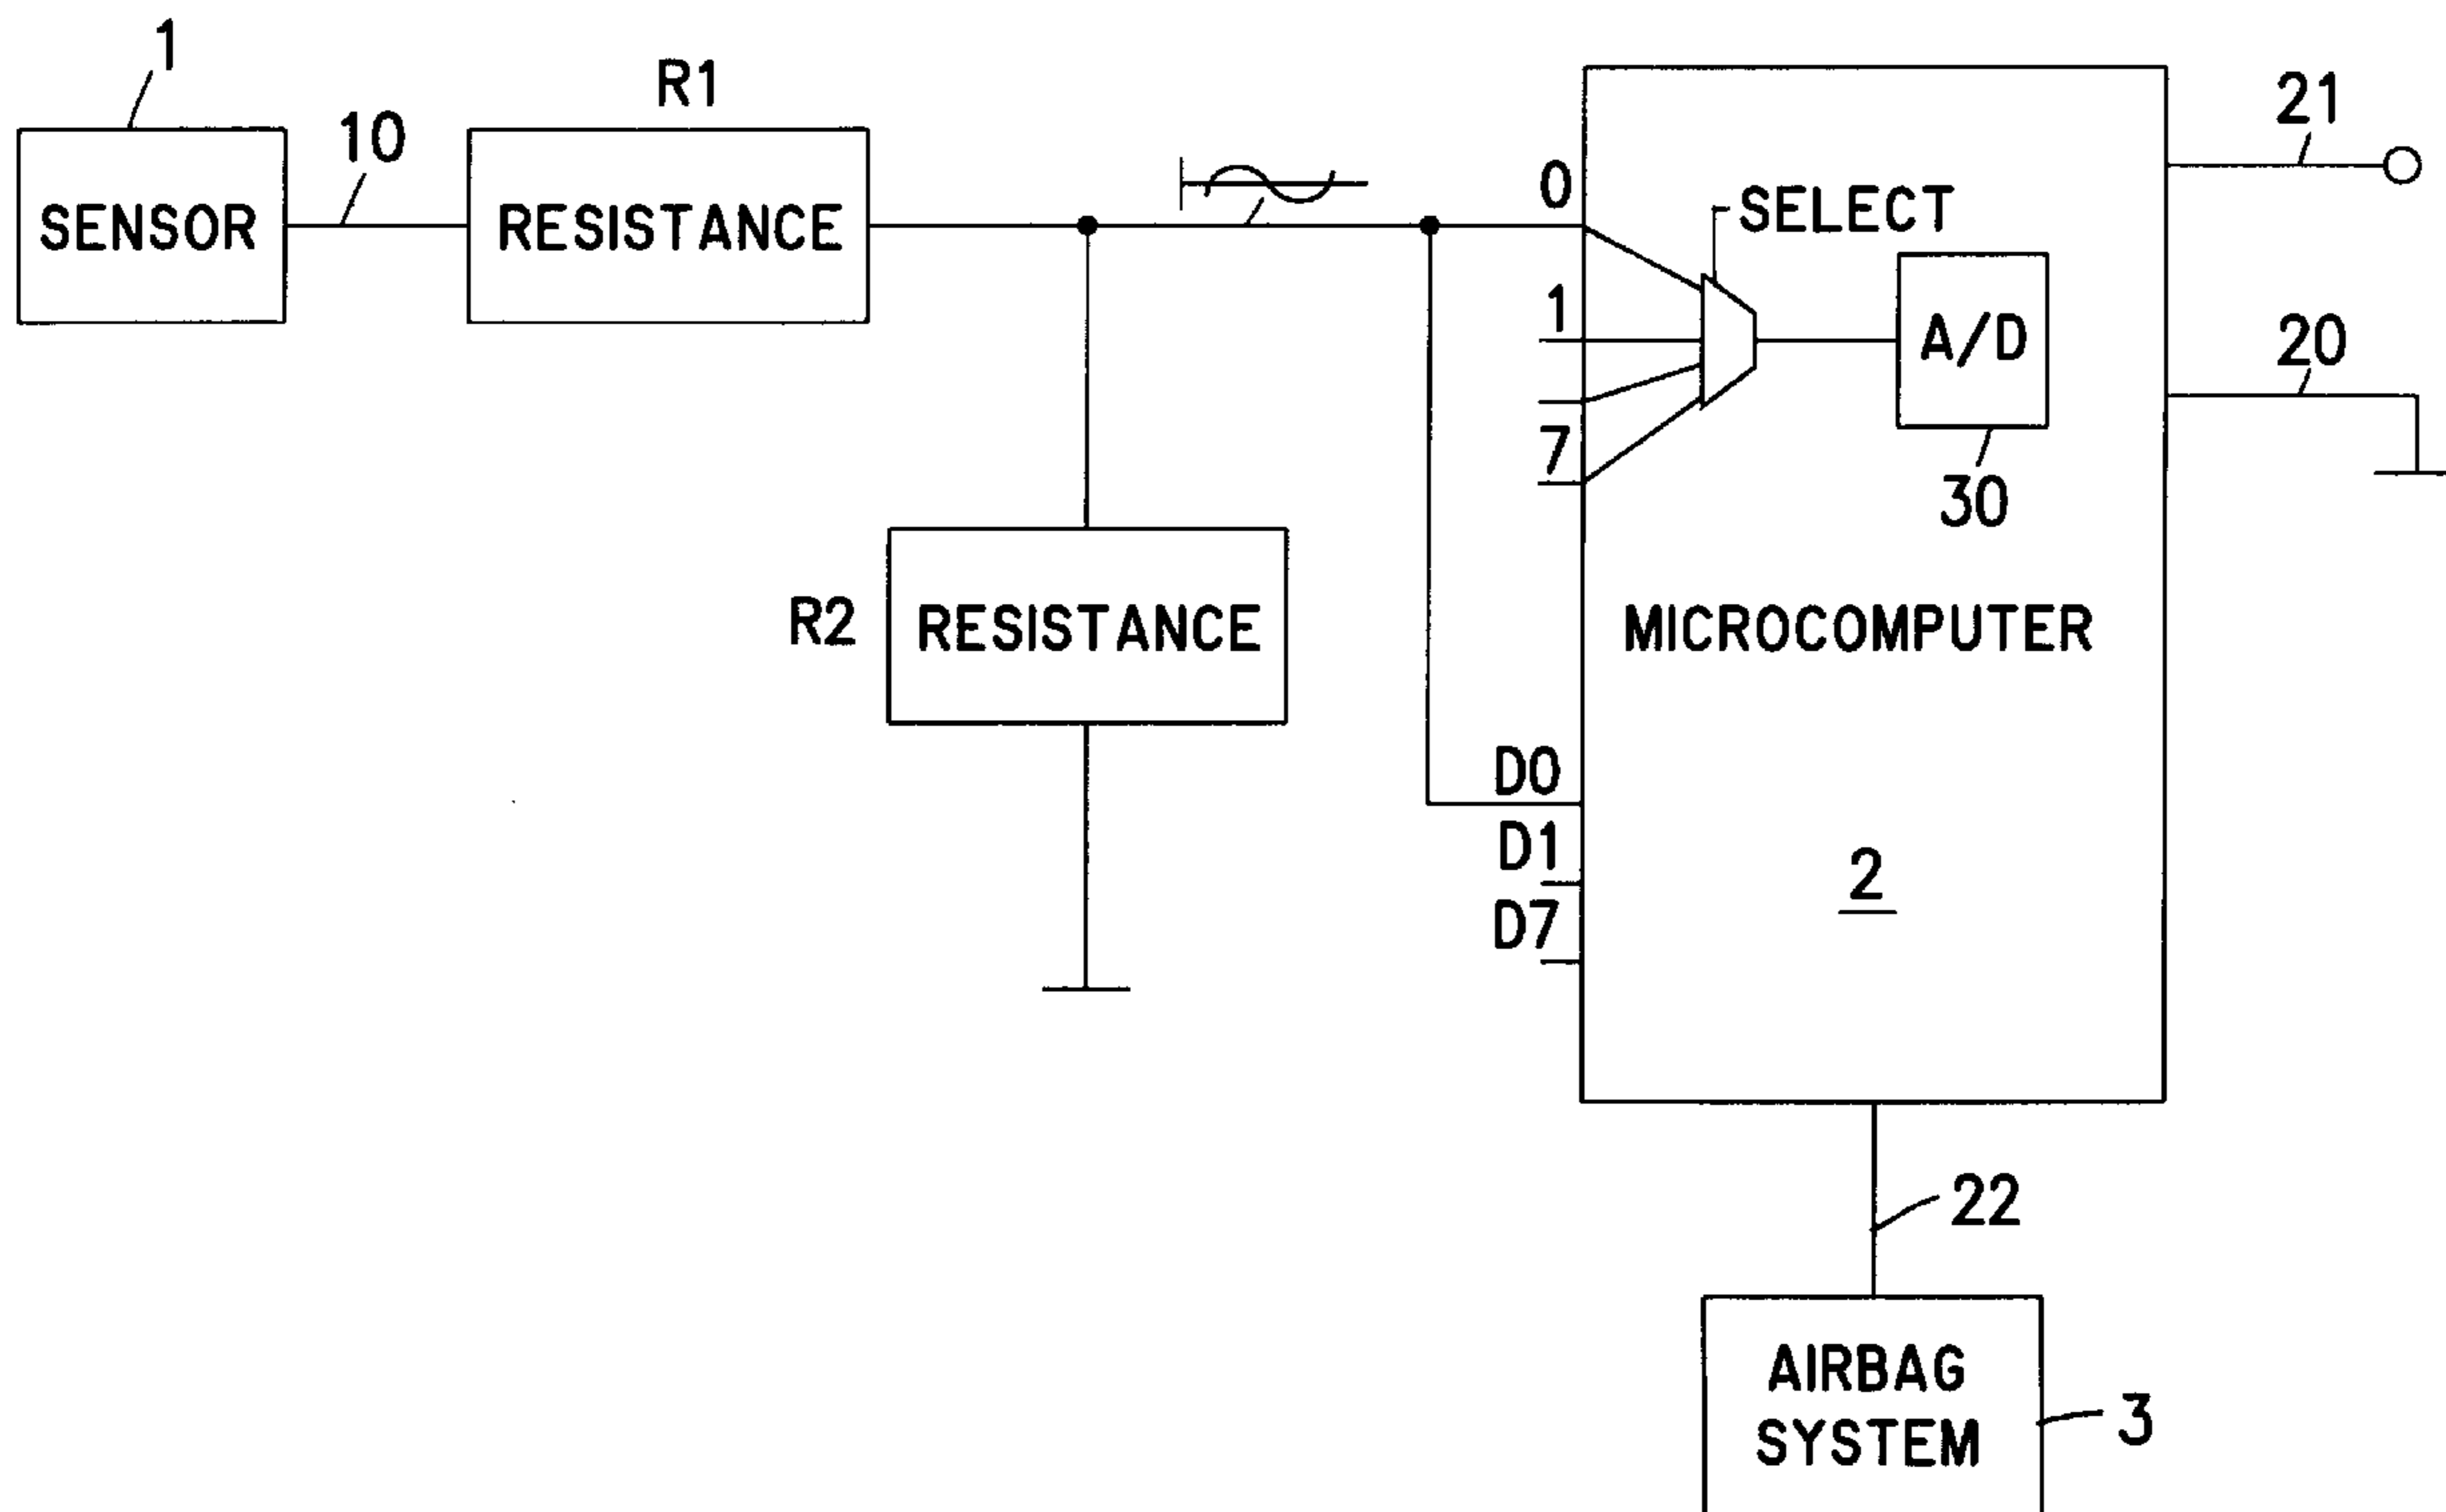 1
R1
10
SENSOR
RESISTANCE
21
0
SELECT
1
A/D
20
7
30
R2
RESISTANCE
MICROCOMPUTER
D0
D1
2
D7
22
AIRBAG
SYSTEM
3